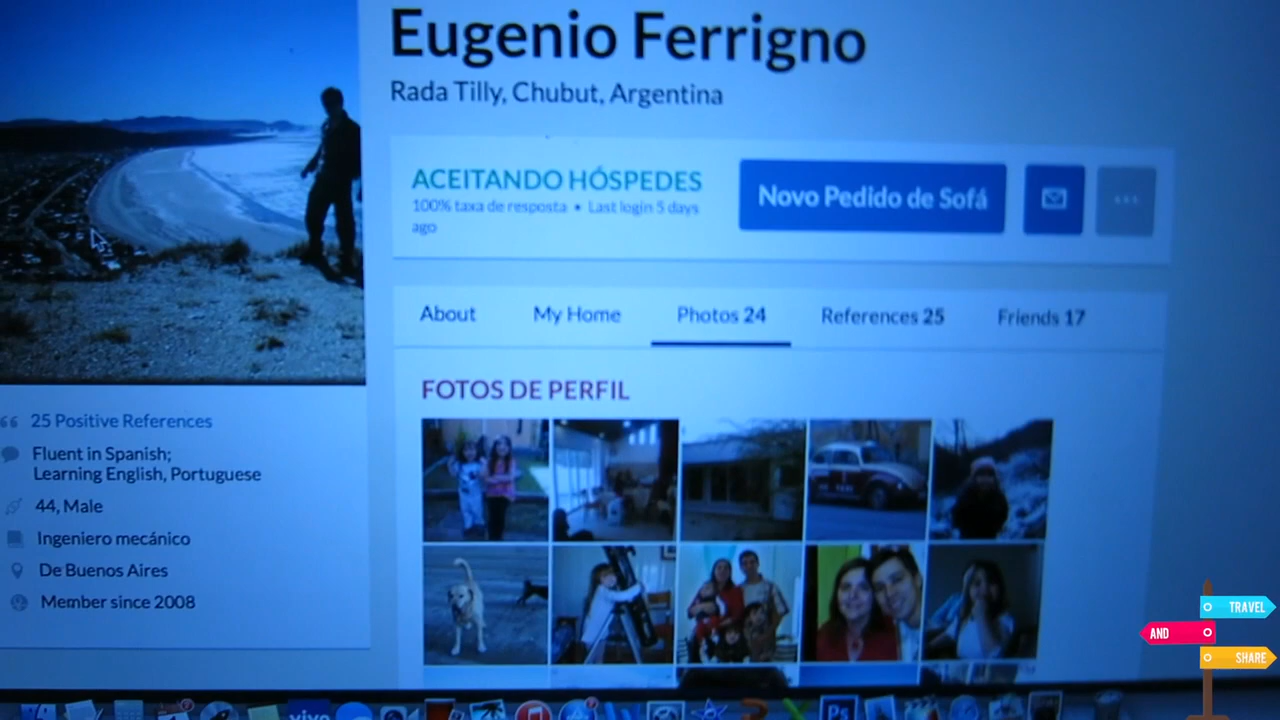 Eugenio Ferrigno
Rada Tilly, Chubut, Argentina
ACEITANDO HÓSPEDES
100% taxa de resposta • Last login 5 days
ago
Novo Pedido de Sofá
About
My Home
Photos 24
References 25
Friends 17
FOTOS DE PERFIL
25 Positive References
Fluent in Spanish;
Learning English, Portuguese
44, Male
Ingeniero mecánico
De Buenos Aires
Member since 2008
TRAVEL
AND
SHARE
vivo
Ps